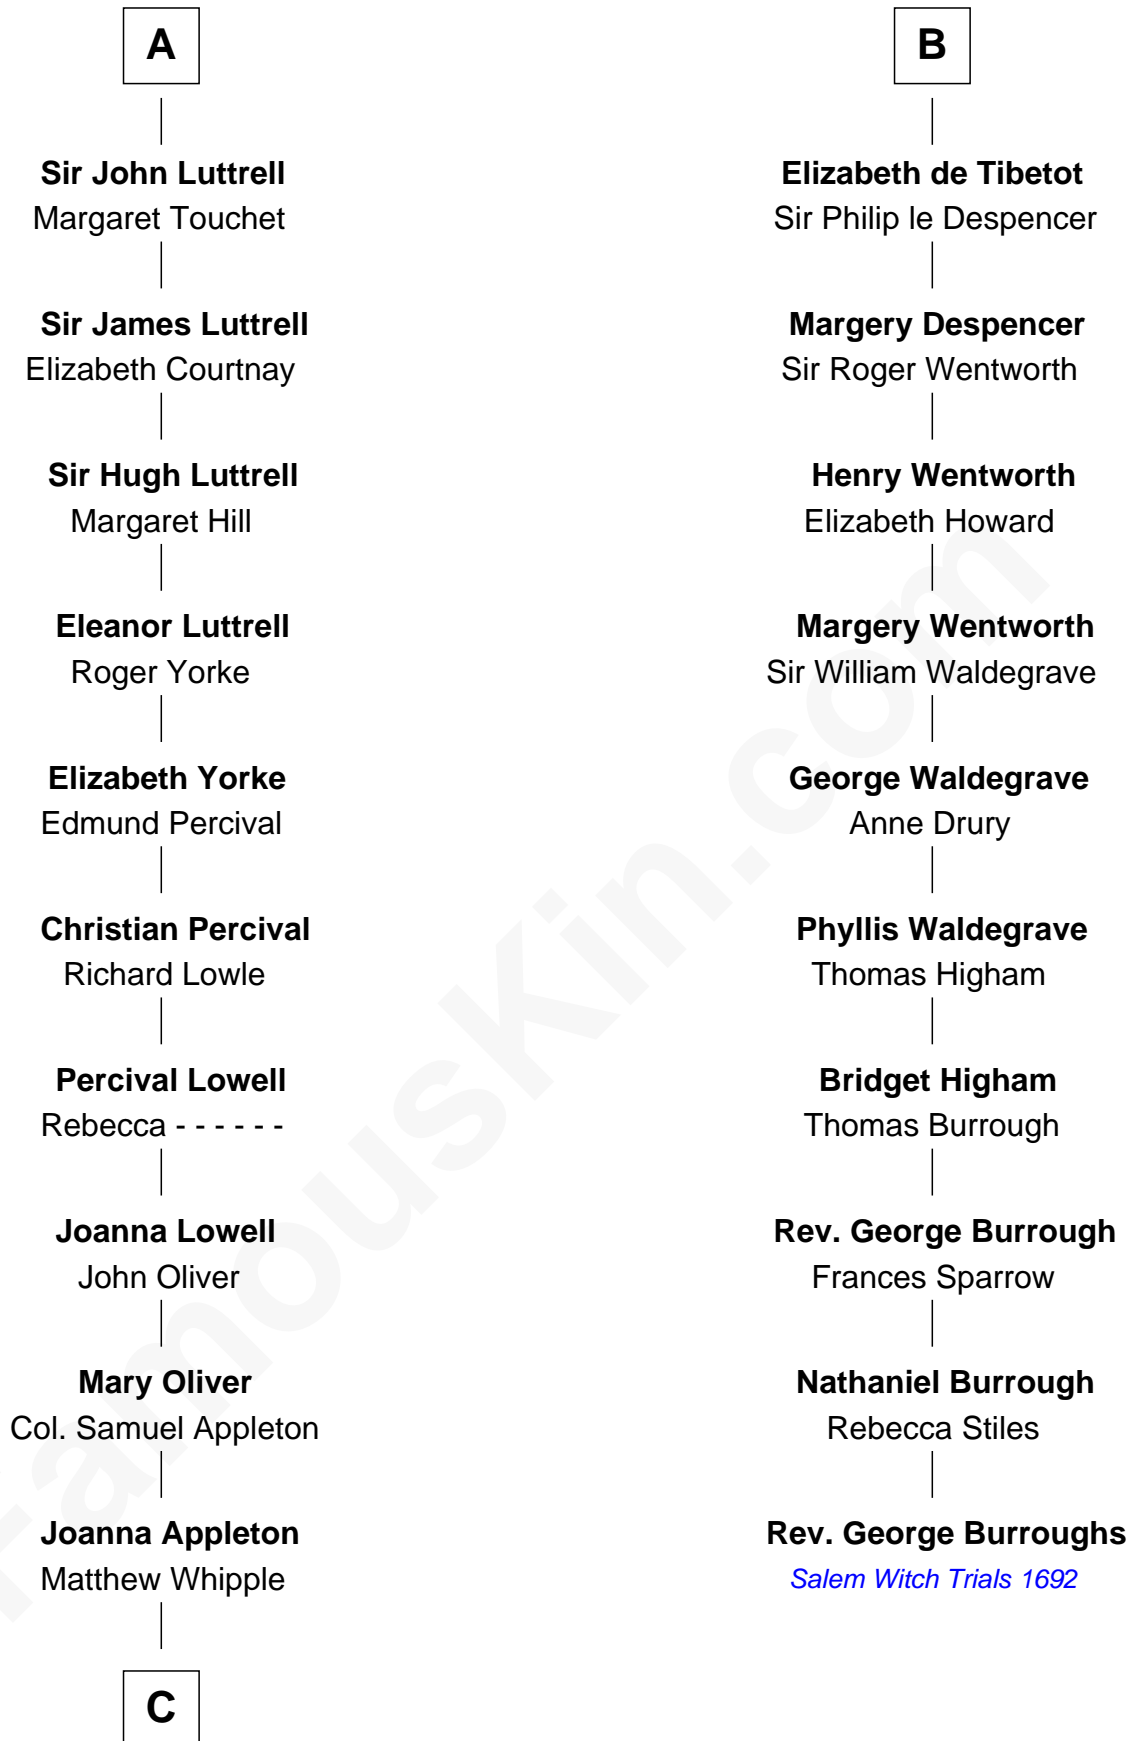 A
Sir John Luttrell
Margaret Touchet
Sir James Luttrell
Elizabeth Courtnay
Sir Hugh Luttrell
Margaret Hill
Eleanor Luttrell
Roger Yorke
Elizabeth Yorke
Edmund Percival
Christian Percival
Richard Lowle
Percival Lowell
Rebecca - - - - - -
Joanna Lowell
John Oliver
Mary Oliver
Col. Samuel Appleton
Joanna Appleton
Matthew Whipple
C
B
Elizabeth de Tibetot
Sir Philip le Despencer
Margery Despencer
Sir Roger Wentworth
Henry Wentworth
Elizabeth Howard
Margery Wentworth
Sir William Waldegrave
George Waldegrave
Anne Drury
Phyllis Waldegrave
Thomas Higham
Bridget Higham
Thomas Burrough
Rev. George Burrough
Frances Sparrow
Nathaniel Burrough
Rebecca Stiles
Rev. George Burroughs
Salem Witch Trials 1692
FamousKin.com